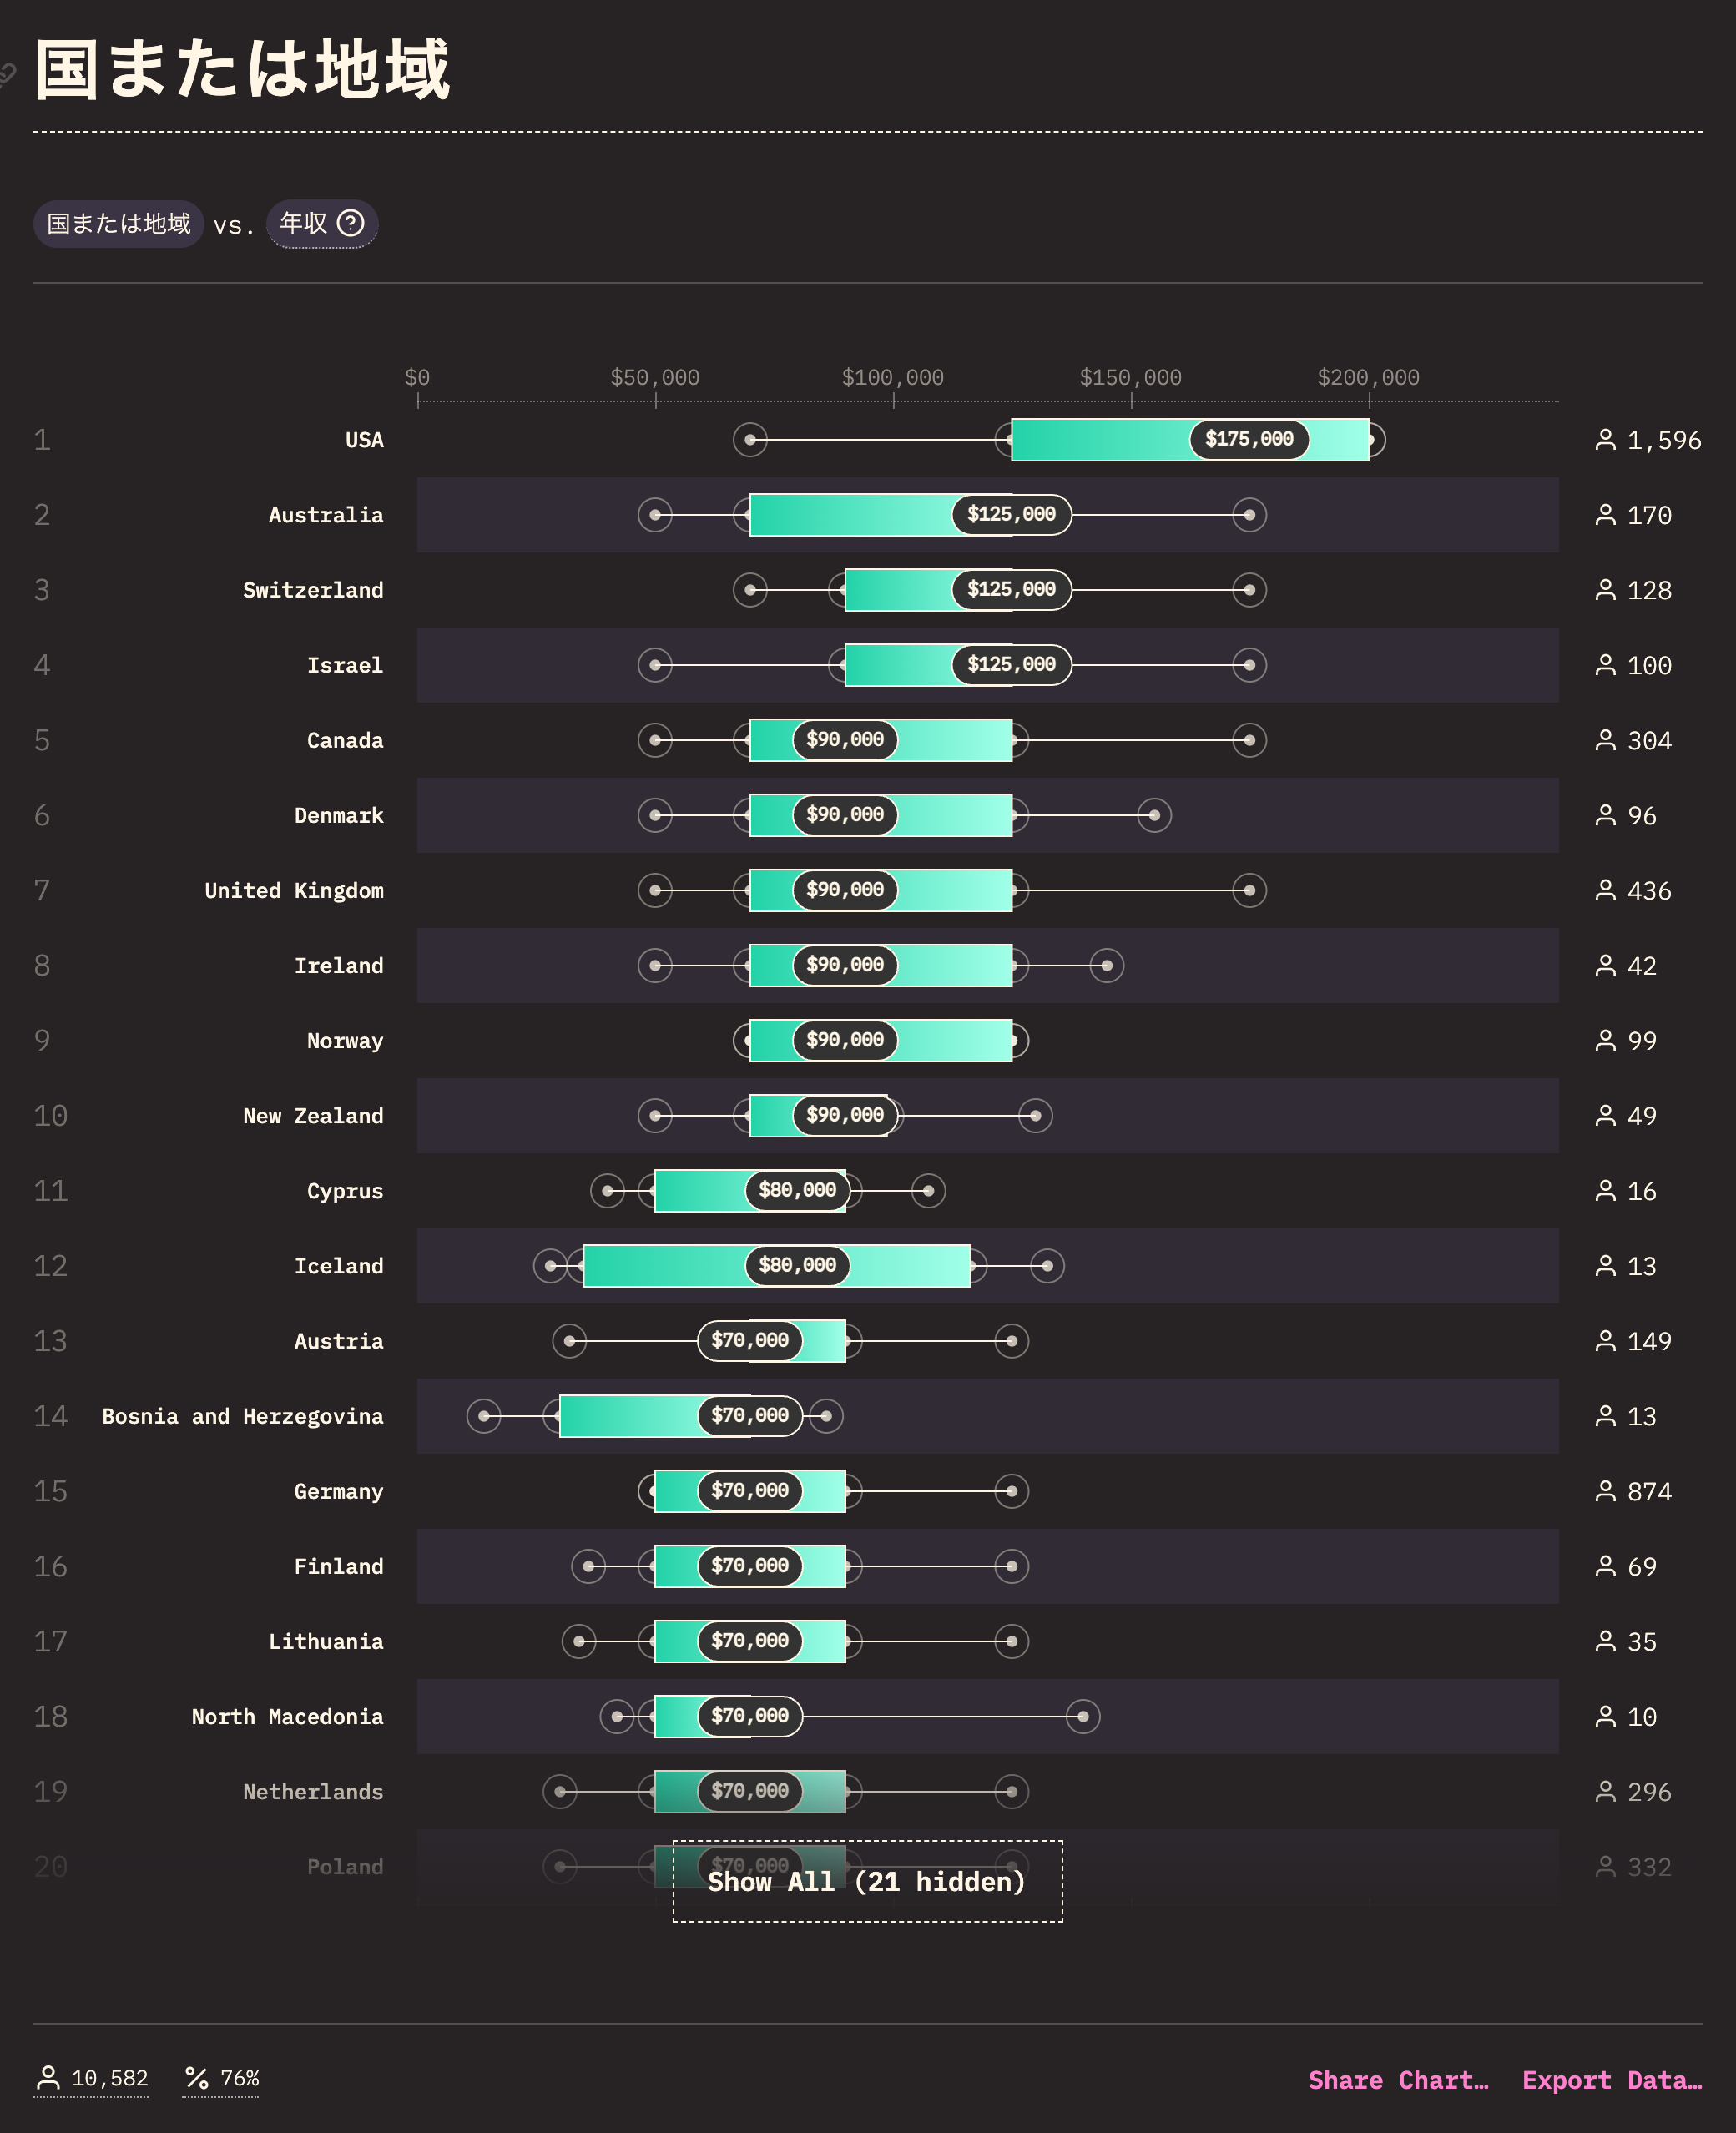 国または地域
国または地域 vs. 年収 ?
$0 $50,000 $100,000 $150,000 $200,000
1 USA $175,000 1,596
2 Australia $125,000 170
3 Switzerland $125,000 128
4 Israel $125,000 100
5 Canada $90,000 304
6 Denmark $90,000 96
7 United Kingdom $90,000 436
8 Ireland $90,000 42
9 Norway $90,000 99
10 New Zealand $90,000 49
11 Cyprus $80,000 16
12 Iceland $80,000 13
13 Austria $70,000 149
14 Bosnia and Herzegovina $70,000 13
15 Germany $70,000 874
16 Finland $70,000 69
17 Lithuania $70,000 35
18 North Macedonia $70,000 10
19 Netherlands $70,000 296
20 Poland $70,000 332
Show All (21 hidden)
10,582 % 76% Share Chart… Export Data…